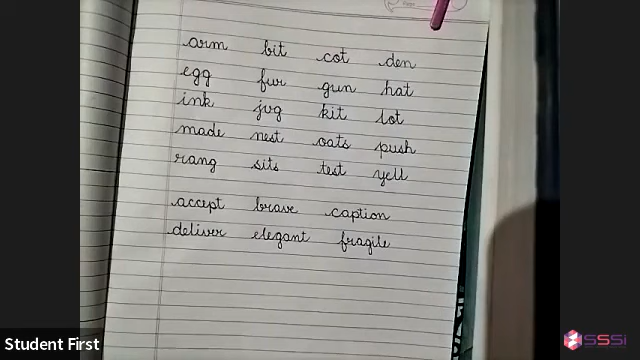 arm bit cot den
egg fur gun hat
ink jug kit lot
made nest oats push
rang sits test yell
accept brave caption
deliver elegant fragile
Student First
SSSi